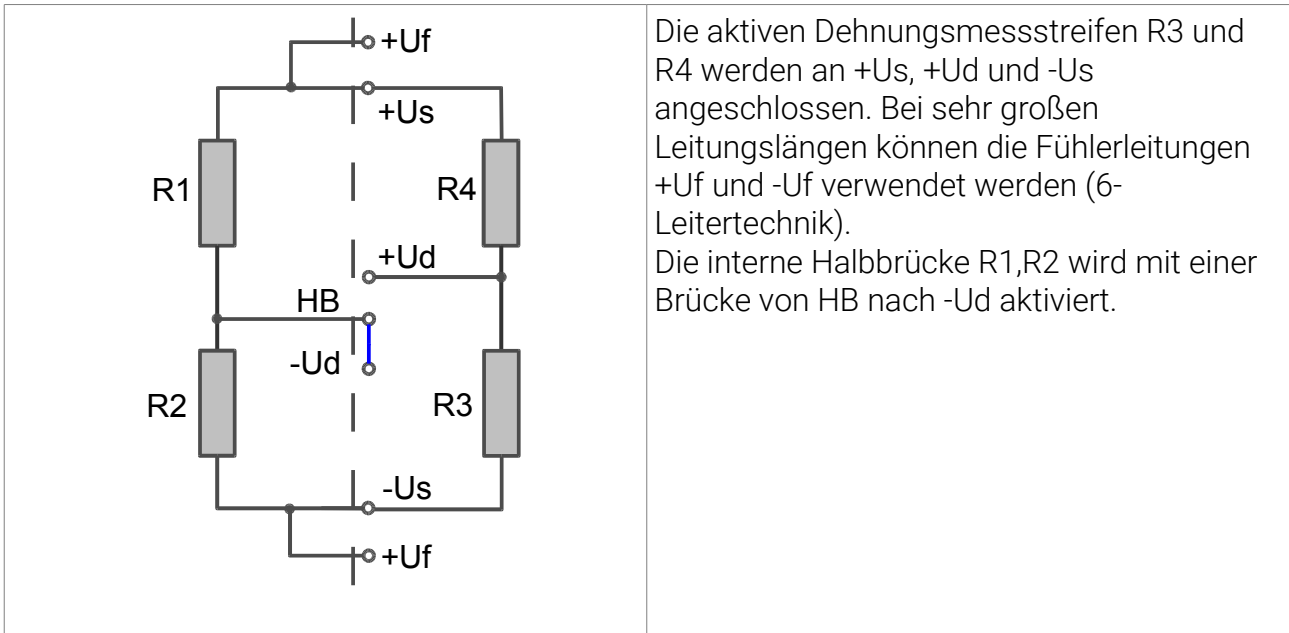 +Uf
+Us
R1
R4
+Ud
HB
-Ud
R2
R3
-Us
+Uf
Die aktiven Dehnungsmessstreifen R3 und
R4 werden an +Us, +Ud und -Us
angeschlossen. Bei sehr großen
Leitungslängen können die Fühlerleitungen
+Uf und -Uf verwendet werden (6-
Leitertechnik).
Die interne Halbbrücke R1,R2 wird mit einer
Brücke von HB nach -Ud aktiviert.